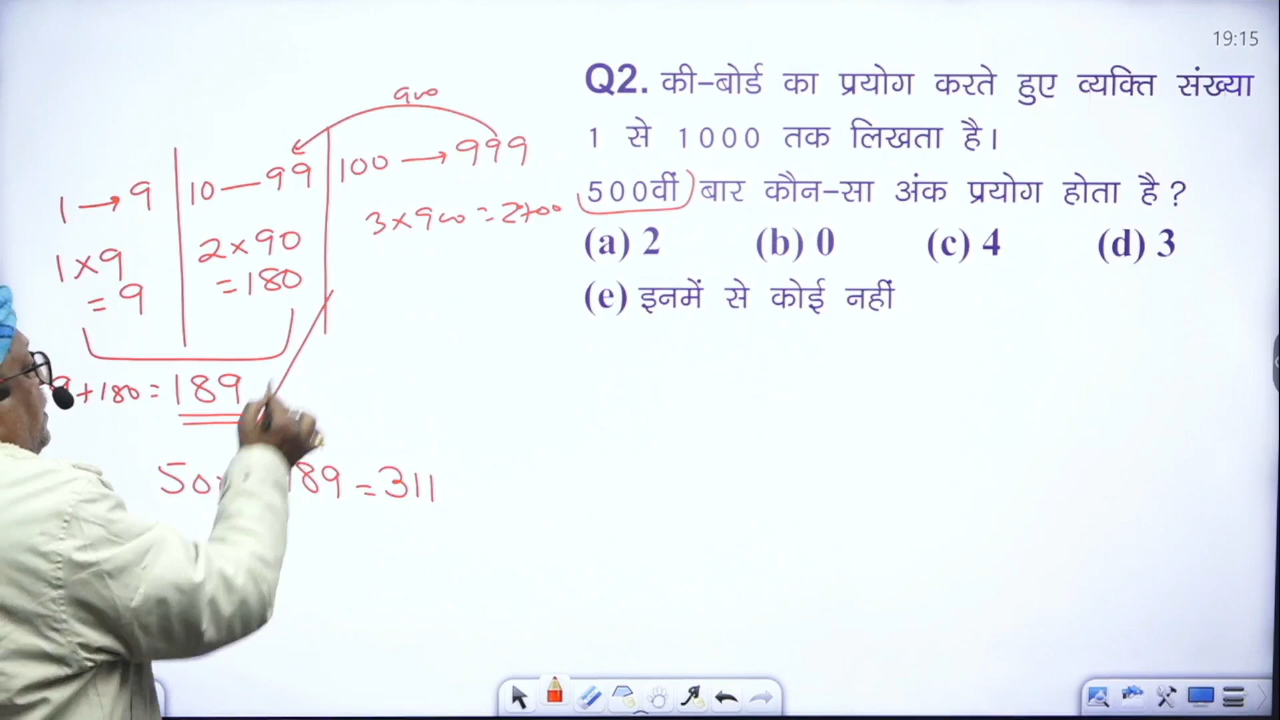 19:15
Q2. की-बोर्ड का प्रयोग करते हुए व्यक्ति संख्या
1 से 1000 तक लिखता है।
500वीं बार कौन-सा अंक प्रयोग होता है?
(a) 2 (b) 0 (c) 4 (d) 3
(e) इनमें से कोई नहीं
900
1 → 9 10 — 99 100 → 999
1×9 2×90 3×900 = 2700
= 9 = 180
+180 = 189
189 = 311